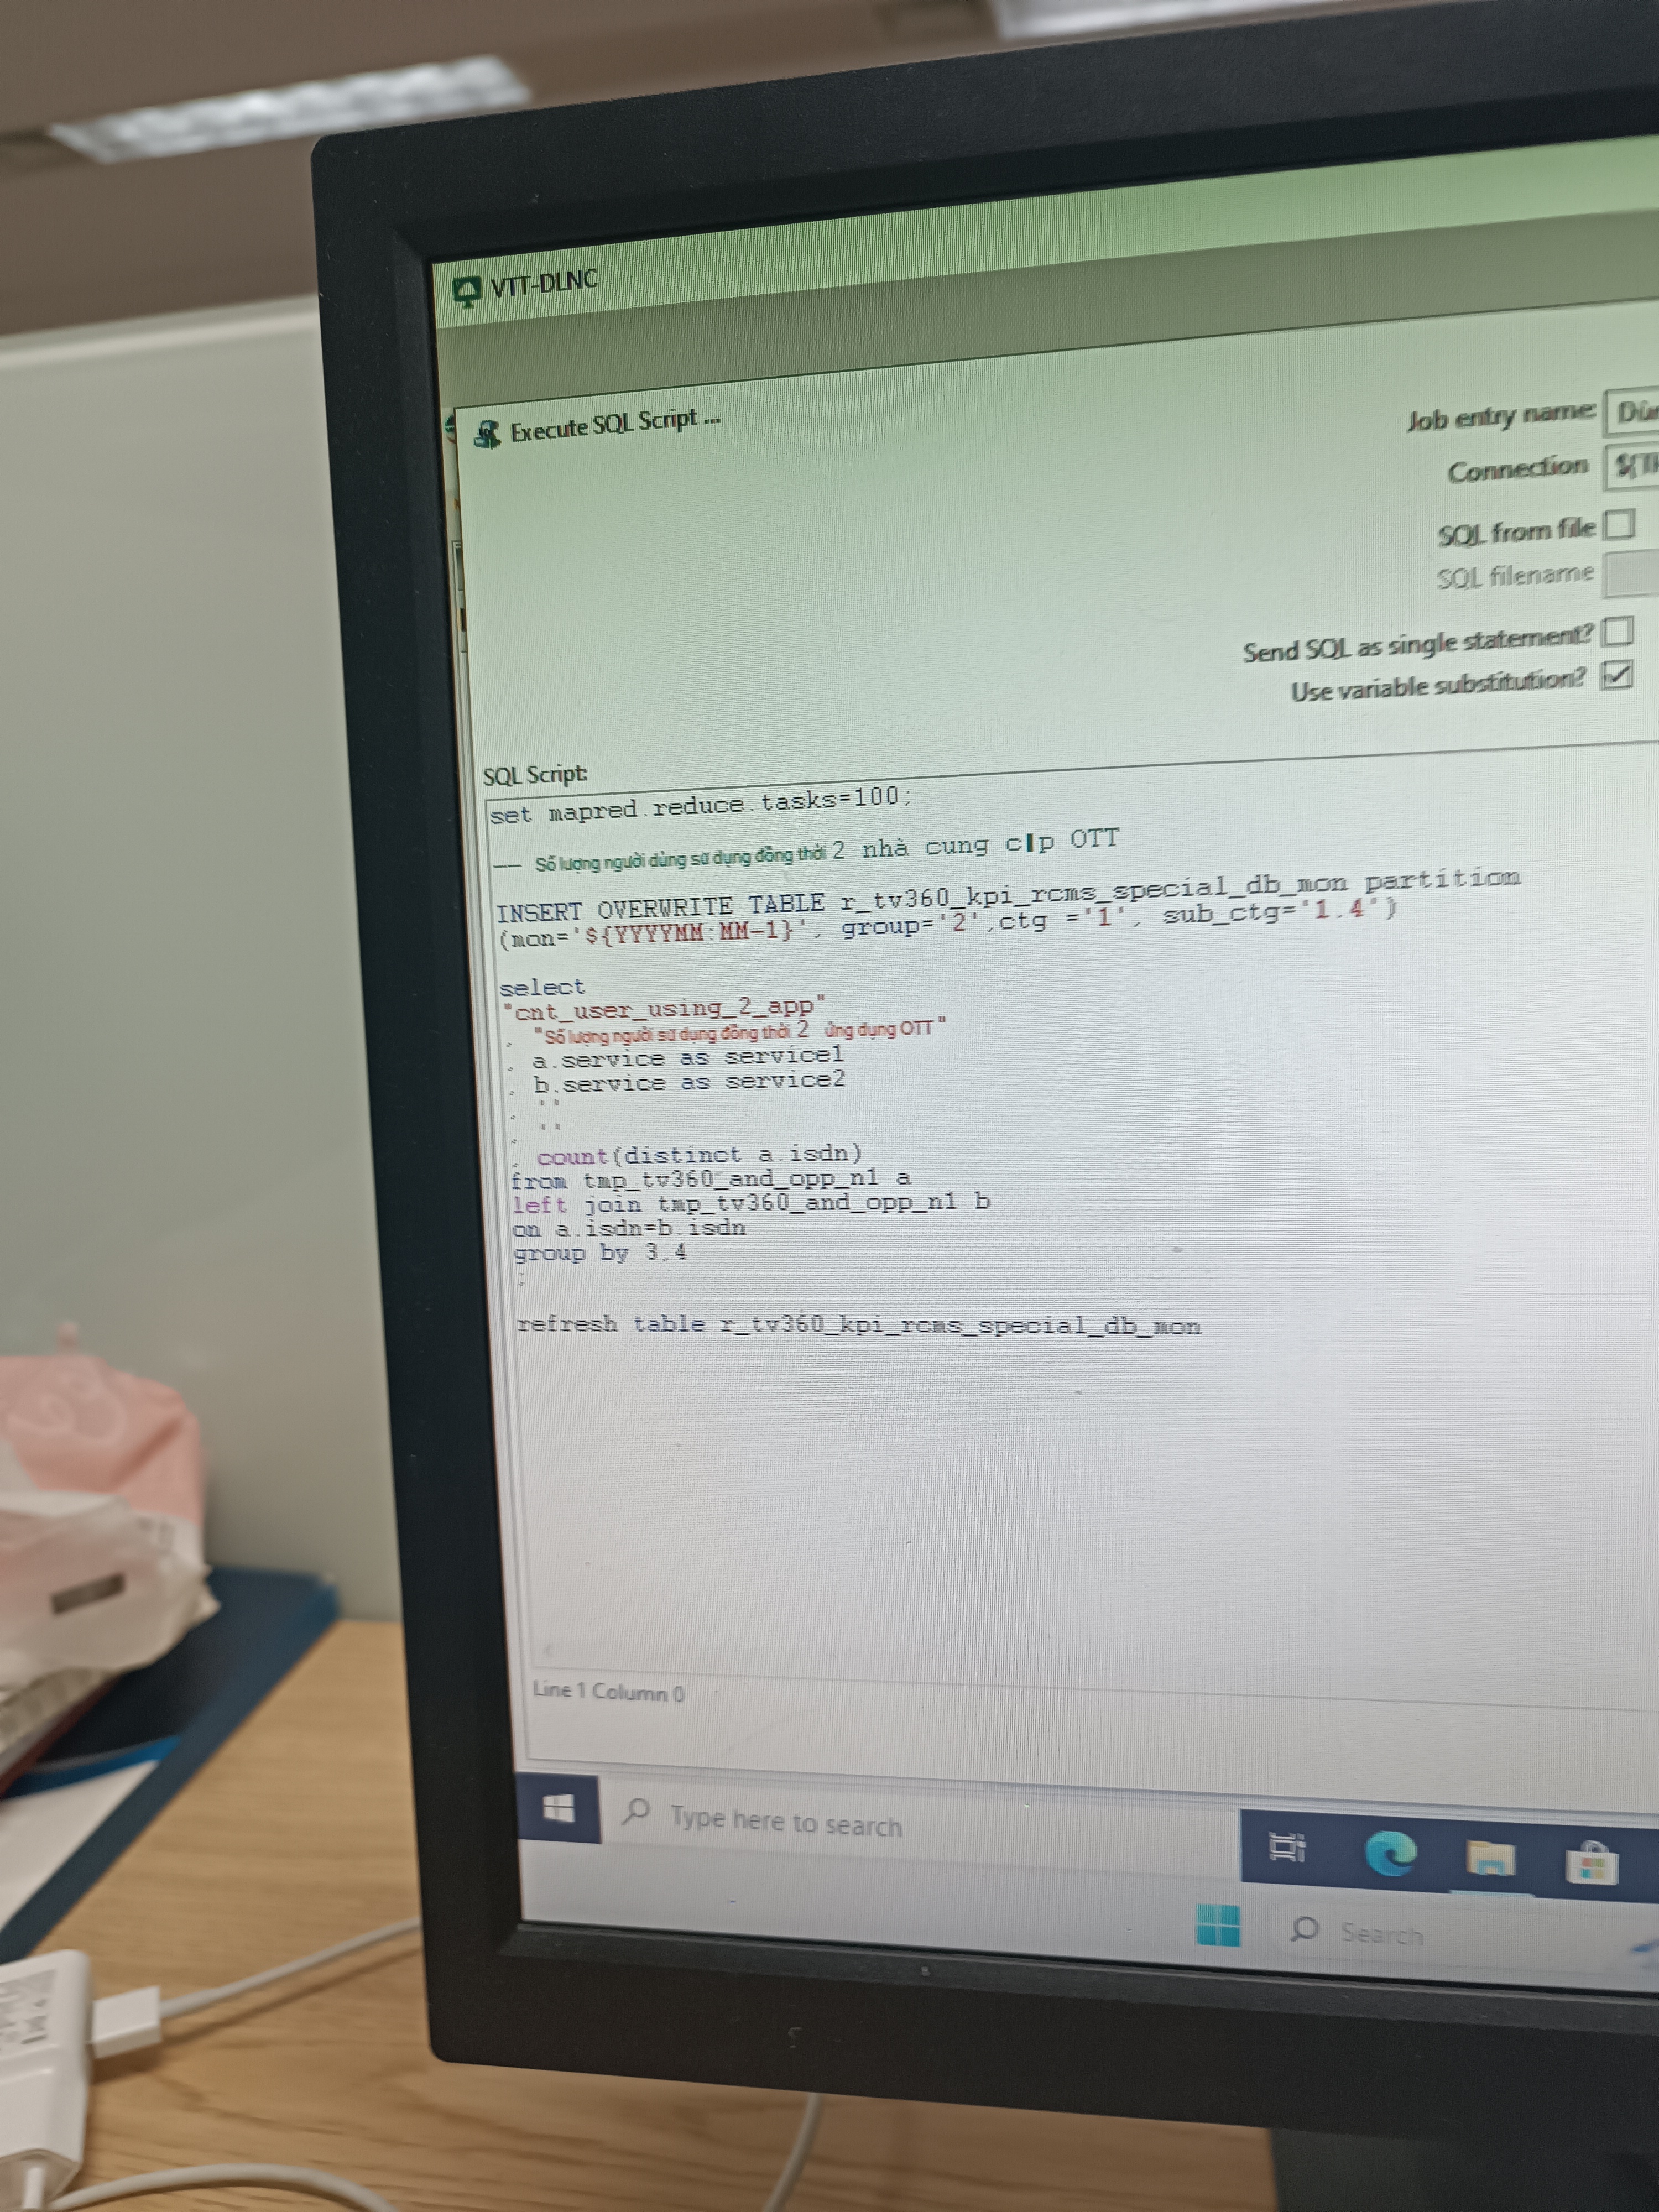 VTT-DLNC
Execute SQL Script ...
Job entry name:
Connection
SQL from file
SQL filename
Send SQL as single statement?
Use variable substitution?
SQL Script:
set mapred.reduce.tasks=100;
-- Số lượng người dùng sử dụng đồng thời 2 nhà cung c▮p OTT
INSERT OVERWRITE TABLE r_tv360_kpi_rcms_special_db_mon partition
(mon='${YYYYMM:MM-1}', group='2',ctg ='1', sub_ctg='1.4')
select
"cnt_user_using_2_app"
, "Số lượng người sử dụng đồng thời 2 ứng dụng OTT"
, a.service as service1
, b.service as service2
, ''
, ''
, count(distinct a.isdn)
from tmp_tv360_and_opp_n1 a
left join tmp_tv360_and_opp_n1 b
on a.isdn=b.isdn
group by 3,4
;
refresh table r_tv360_kpi_rcms_special_db_mon
Line 1 Column 0
Type here to search
Search